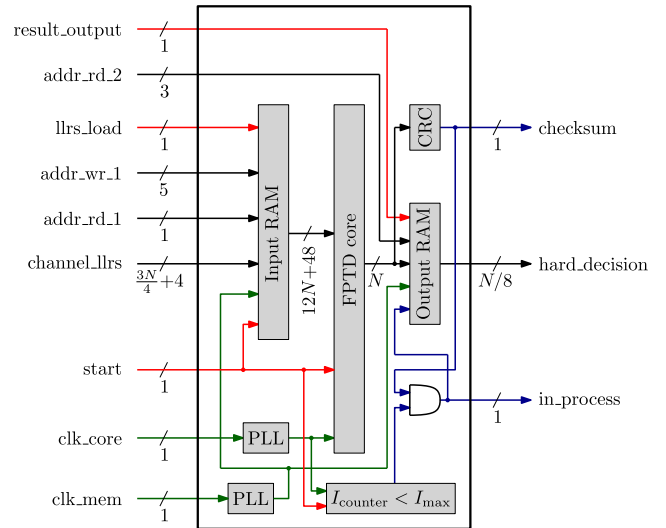 result_output
1
addr_rd_2
3
llrs_load
1
addr_wr_1
5
addr_rd_1
1
channel_llrs
3N/4 +4
start
1
clk_core
1
clk_mem
1
Input RAM
12N+48
FPTD core
N
CRC
Output RAM
PLL
PLL
I_counter < I_max
checksum
1
hard_decision
N/8
in_process
1